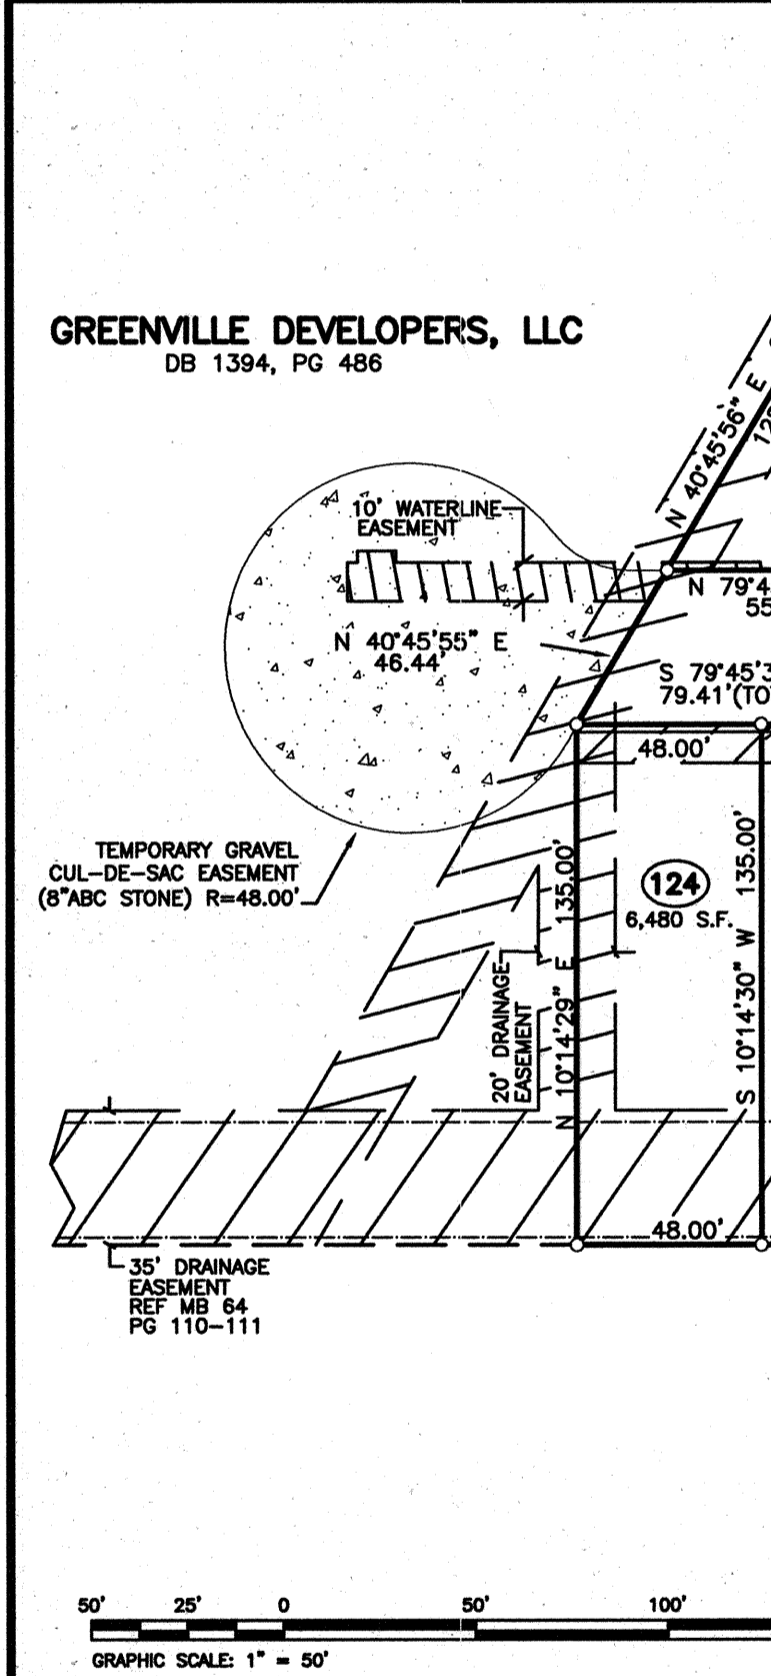 GREENVILLE DEVELOPERS, LLC
DB 1394, PG 486
N 40°45'56" E
10' WATERLINE
EASEMENT
N 40°45'55" E
46.44'
N 79°4
55
S 79°45'3
79.41'(TO
48.00'
TEMPORARY GRAVEL
CUL-DE-SAC EASEMENT
(8"ABC STONE) R=48.00'
124
6,480 S.F.
N 10°14'29" E 135.00'
S 10°14'30" W 135.00'
20' DRAINAGE
EASEMENT
48.00'
35' DRAINAGE
EASEMENT
REF MB 64
PG 110-111
50' 25' 0 50' 100'
GRAPHIC SCALE: 1" = 50'